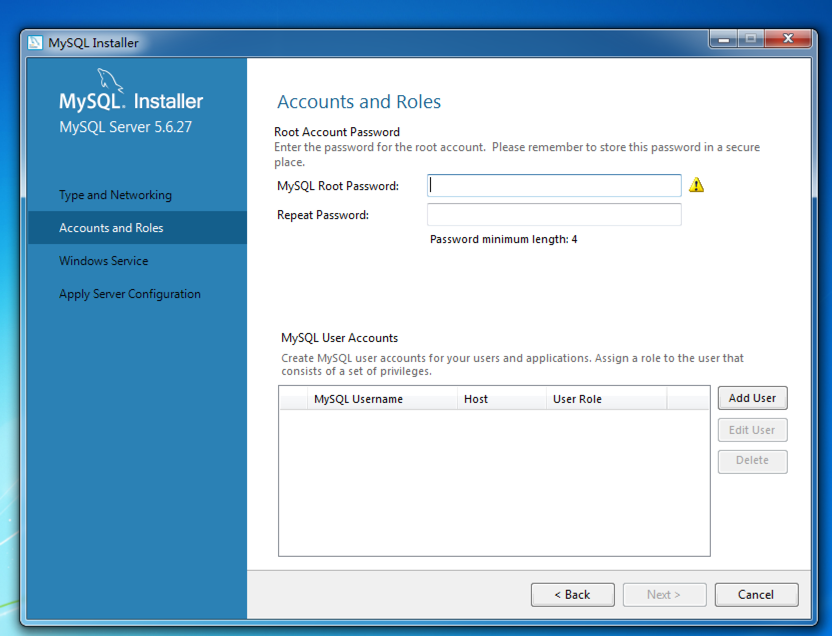 MySQL Installer
MySQL. Installer
MySQL Server 5.6.27
Type and Networking
Accounts and Roles
Windows Service
Apply Server Configuration
Accounts and Roles
Root Account Password
Enter the password for the root account.  Please remember to store this password in a secure
place.
MySQL Root Password:
Repeat Password:
Password minimum length: 4
MySQL User Accounts
Create MySQL user accounts for your users and applications. Assign a role to the user that
consists of a set of privileges.
MySQL Username Host User Role
Add User
Edit User
Delete
< Back Next > Cancel